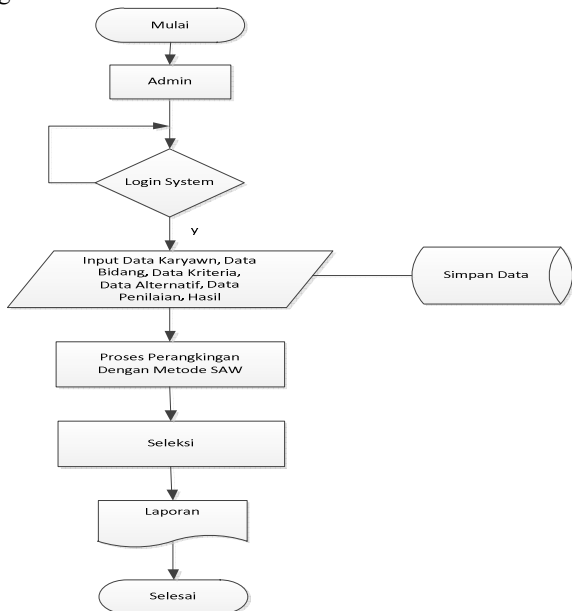 Mulai
Admin
Login System
y
Input Data Karyawn, Data
Bidang, Data Kriteria,
Data Alternatif, Data
Penilaian, Hasil
Simpan Data
Proses Perangkingan
Dengan Metode SAW
Seleksi
Laporan
Selesai